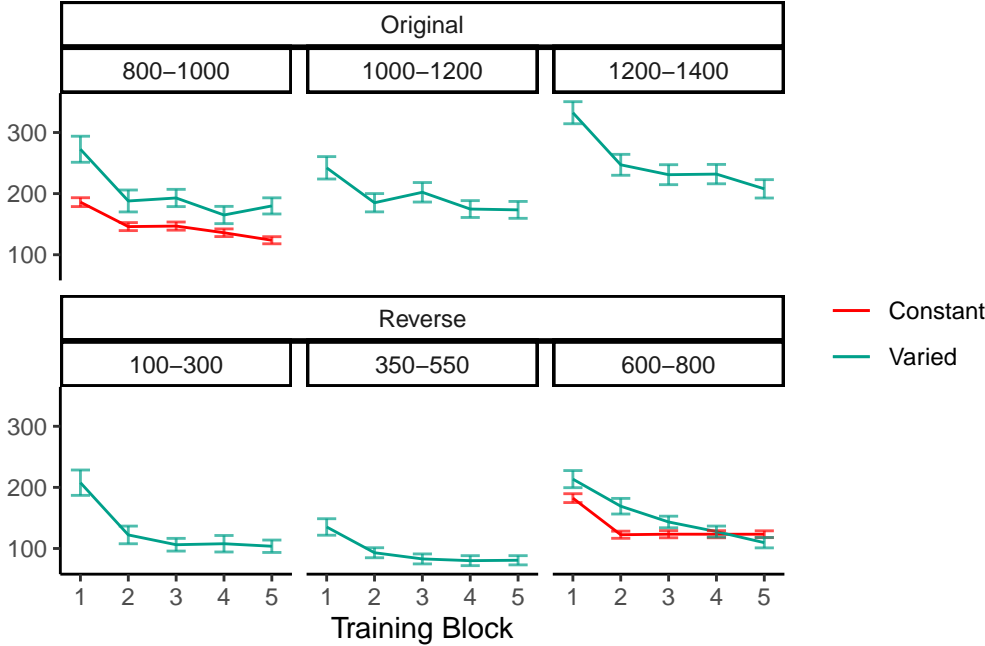 Original
800–1000 1000–1200 1200–1400
300
200
100
Reverse
100–300 350–550 600–800
300
200
100
1 2 3 4 5 1 2 3 4 5 1 2 3 4 5
Training Block
Constant
Varied